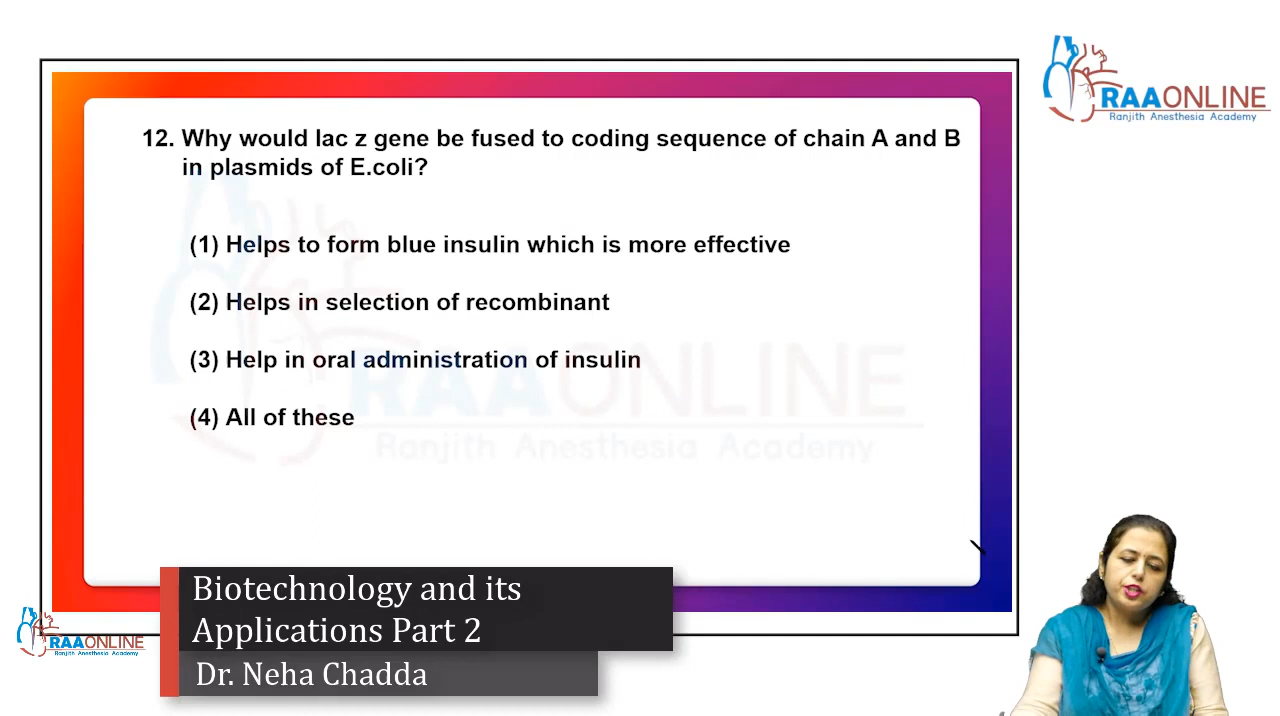 12. Why would lac z gene be fused to coding sequence of chain A and B
in plasmids of E.coli?
(1) Helps to form blue insulin which is more effective
(2) Helps in selection of recombinant
(3) Help in oral administration of insulin
(4) All of these
RAAONLINE
Ranjith Anesthesia Academy
RAAONLINE
Ranjith Anesthesia Academy
Biotechnology and its
Applications Part 2
Dr. Neha Chadda
RAAONLINE
Ranjith Anesthesia Academy